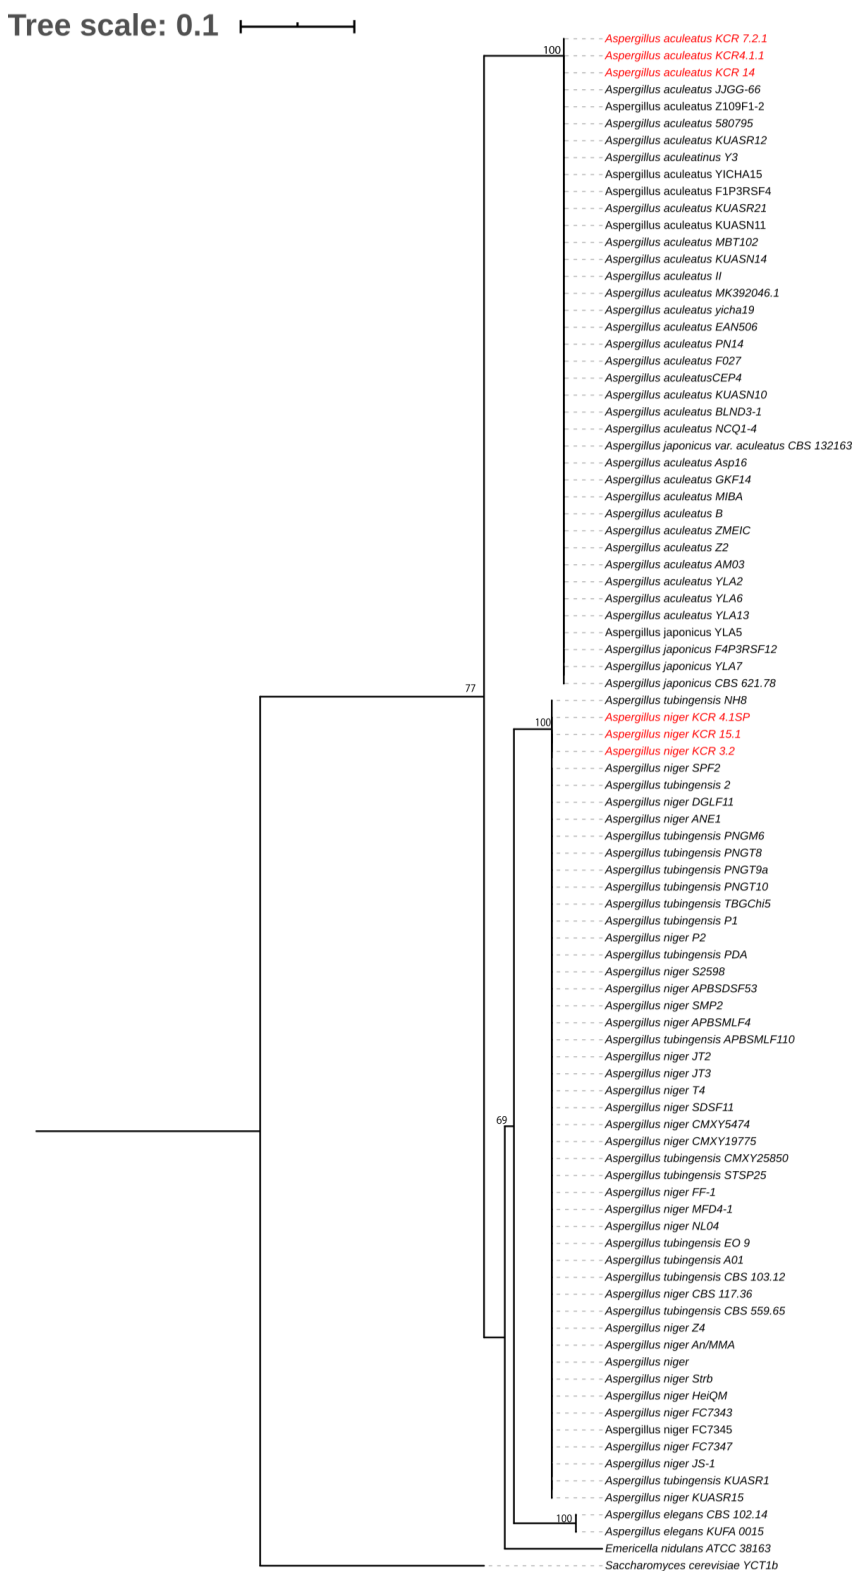 Tree scale: 0.1
100
Aspergillus aculeatus KCR 7.2.1
Aspergillus aculeatus KCR4.1.1
Aspergillus aculeatus KCR 14
Aspergillus aculeatus JJGG-66
Aspergillus aculeatus Z109F1-2
Aspergillus aculeatus 580795
Aspergillus aculeatus KUASR12
Aspergillus aculeatinus Y3
Aspergillus aculeatus YICHA15
Aspergillus aculeatus F1P3RSF4
Aspergillus aculeatus KUASR21
Aspergillus aculeatus KUASN11
Aspergillus aculeatus MBT102
Aspergillus aculeatus KUASN14
Aspergillus aculeatus II
Aspergillus aculeatus MK392046.1
Aspergillus aculeatus yicha19
Aspergillus aculeatus EAN506
Aspergillus aculeatus PN14
Aspergillus aculeatus F027
Aspergillus aculeatusCEP4
Aspergillus aculeatus KUASN10
Aspergillus aculeatus BLND3-1
Aspergillus aculeatus NCQ1-4
Aspergillus japonicus var. aculeatus CBS 132163
Aspergillus aculeatus Asp16
Aspergillus aculeatus GKF14
Aspergillus aculeatus MIBA
Aspergillus aculeatus B
Aspergillus aculeatus ZMEIC
Aspergillus aculeatus Z2
Aspergillus aculeatus AM03
Aspergillus aculeatus YLA2
Aspergillus aculeatus YLA6
Aspergillus aculeatus YLA13
Aspergillus japonicus YLA5
Aspergillus japonicus F4P3RSF12
Aspergillus japonicus YLA7
Aspergillus japonicus CBS 621.78
77
Aspergillus tubingensis NH8
100
Aspergillus niger KCR 4.1SP
Aspergillus niger KCR 15.1
Aspergillus niger KCR 3.2
Aspergillus niger SPF2
Aspergillus tubingensis 2
Aspergillus niger DGLF11
Aspergillus niger ANE1
Aspergillus tubingensis PNGM6
Aspergillus tubingensis PNGT8
Aspergillus tubingensis PNGT9a
Aspergillus tubingensis PNGT10
Aspergillus tubingensis TBGChi5
Aspergillus tubingensis P1
Aspergillus niger P2
Aspergillus tubingensis PDA
Aspergillus niger S2598
Aspergillus niger APBSDSF53
Aspergillus niger SMP2
Aspergillus niger APBSMLF4
Aspergillus tubingensis APBSMLF110
Aspergillus niger JT2
Aspergillus niger JT3
Aspergillus niger T4
Aspergillus niger SDSF11
69
Aspergillus niger CMXY5474
Aspergillus niger CMXY19775
Aspergillus tubingensis CMXY25850
Aspergillus tubingensis STSP25
Aspergillus niger FF-1
Aspergillus niger MFD4-1
Aspergillus niger NL04
Aspergillus tubingensis EO 9
Aspergillus tubingensis A01
Aspergillus tubingensis CBS 103.12
Aspergillus niger CBS 117.36
Aspergillus tubingensis CBS 559.65
Aspergillus niger Z4
Aspergillus niger An/MMA
Aspergillus niger
Aspergillus niger Strb
Aspergillus niger HeiQM
Aspergillus niger FC7343
Aspergillus niger FC7345
Aspergillus niger FC7347
Aspergillus niger JS-1
Aspergillus tubingensis KUASR1
Aspergillus niger KUASR15
Aspergillus elegans CBS 102.14
100
Aspergillus elegans KUFA 0015
Emericella nidulans ATCC 38163
Saccharomyces cerevisiae YCT1b